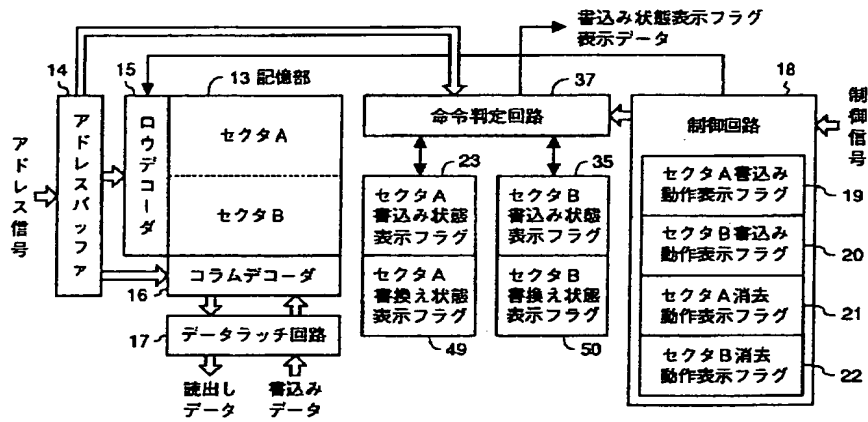 書込み状態表示フラグ
表示データ
14
15
13 記憶部
37
18
制御信号
アドレス信号
アドレスバッファ
ロウデコーダ
セクタA
セクタB
命令判定回路
制御回路
23
35
セクタA
書込み状態
表示フラグ
セクタB
書込み状態
表示フラグ
セクタA
書換え状態
表示フラグ
セクタB
書換え状態
表示フラグ
49
50
セクタA書込み
動作表示フラグ
19
セクタB書込み
動作表示フラグ
20
セクタA消去
動作表示フラグ
21
セクタB消去
動作表示フラグ
22
コラムデコーダ
16
17
データラッチ回路
読出し
データ
書込み
データ